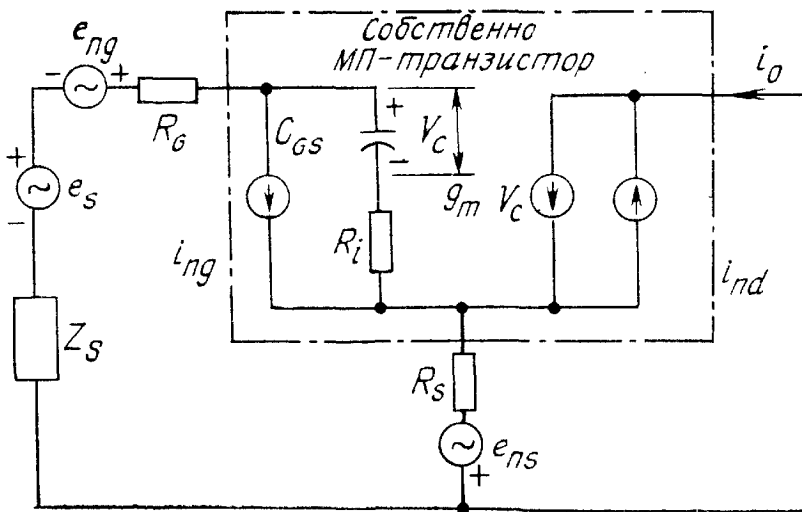 Собственно
МП-транзистор
e_ng
- +
R_G
C_GS
+
-
V_C
i_o
+
e_s
-
g_m V_C
R_i
i_ng
i_nd
Z_S
R_s
e_ns
+